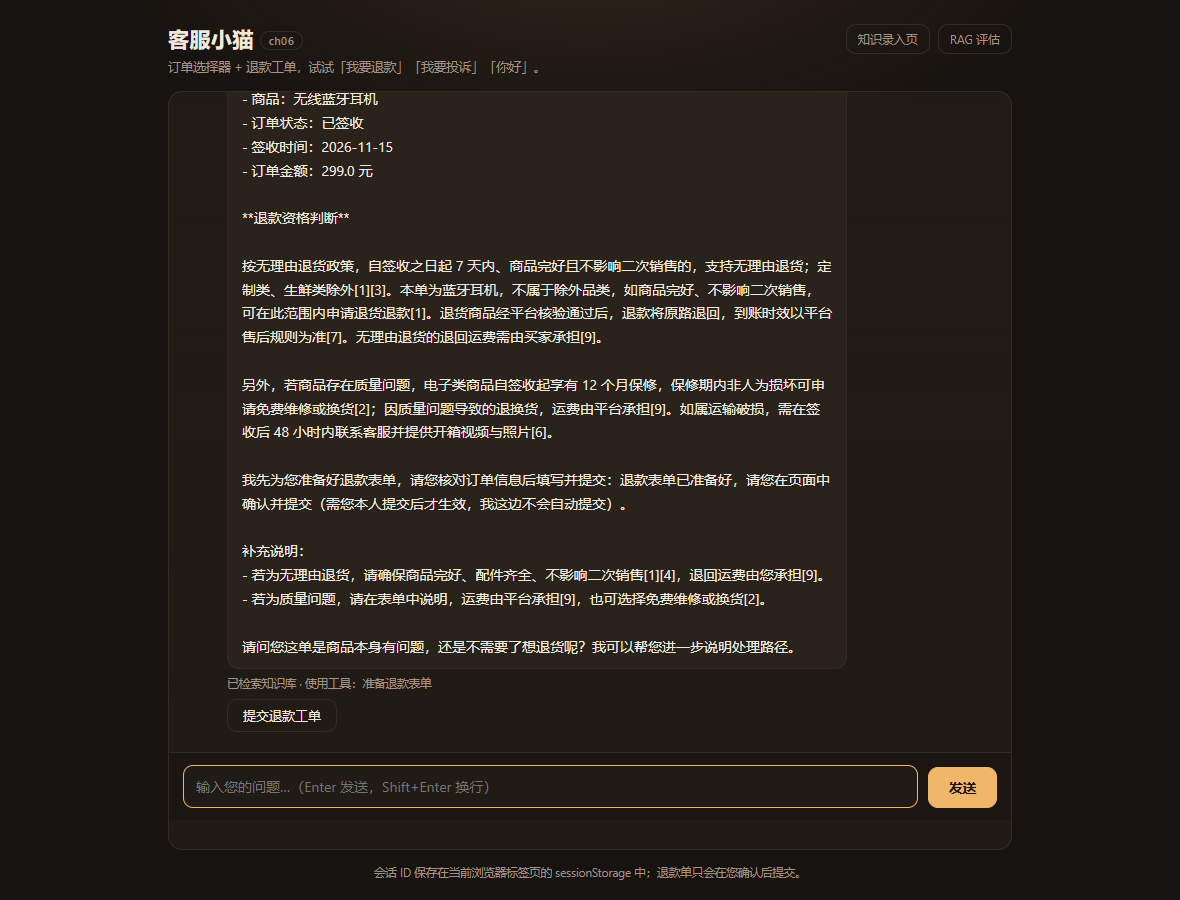 客服小猫 ch06
知识录入页
RAG 评估
订单选择器 + 退款工单，试试「我要退款」「我要投诉」「你好」。
- 商品：无线蓝牙耳机
- 订单状态：已签收
- 签收时间：2026-11-15
- 订单金额：299.0 元
**退款资格判断**
按无理由退货政策，自签收之日起 7 天内、商品完好且不影响二次销售的，支持无理由退货；定
制类、生鲜类除外[1][3]。本单为蓝牙耳机，不属于除外品类，如商品完好、不影响二次销售，
可在此范围内申请退货退款[1]。退货商品经平台核验通过后，退款将原路退回，到账时效以平台
售后规则为准[7]。无理由退货的退回运费需由买家承担[9]。
另外，若商品存在质量问题，电子类商品自签收起享有 12 个月保修，保修期内非人为损坏可申
请免费维修或换货[2]；因质量问题导致的退换货，运费由平台承担[9]。如属运输破损，需在签
收后 48 小时内联系客服并提供开箱视频与照片[6]。
我先为您准备好退款表单，请您核对订单信息后填写并提交：退款表单已准备好，请您在页面中
确认并提交（需您本人提交后才生效，我这边不会自动提交）。
补充说明：
- 若为无理由退货，请确保商品完好、配件齐全、不影响二次销售[1][4]，退回运费由您承担[9]。
- 若为质量问题，请在表单中说明，运费由平台承担[9]，也可选择免费维修或换货[2]。
请问您这单是商品本身有问题，还是不需要了想退货呢？我可以帮您进一步说明处理路径。
已检索知识库 · 使用工具：准备退款表单
提交退款工单
输入您的问题...（Enter 发送，Shift+Enter 换行）
发送
会话 ID 保存在当前浏览器标签页的 sessionStorage 中；退款单只会在您确认后提交。